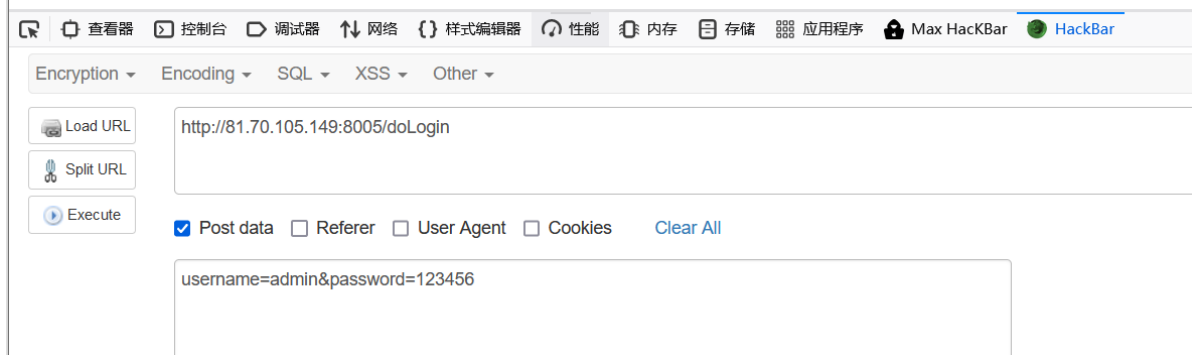 查看器 控制台 调试器 网络 {} 样式编辑器 性能 内存 存储 应用程序 Max HacKBar HackBar
Encryption Encoding SQL XSS Other
Load URL http://81.70.105.149:8005/doLogin
Split URL
Execute
Post data Referer User Agent Cookies Clear All
username=admin&password=123456